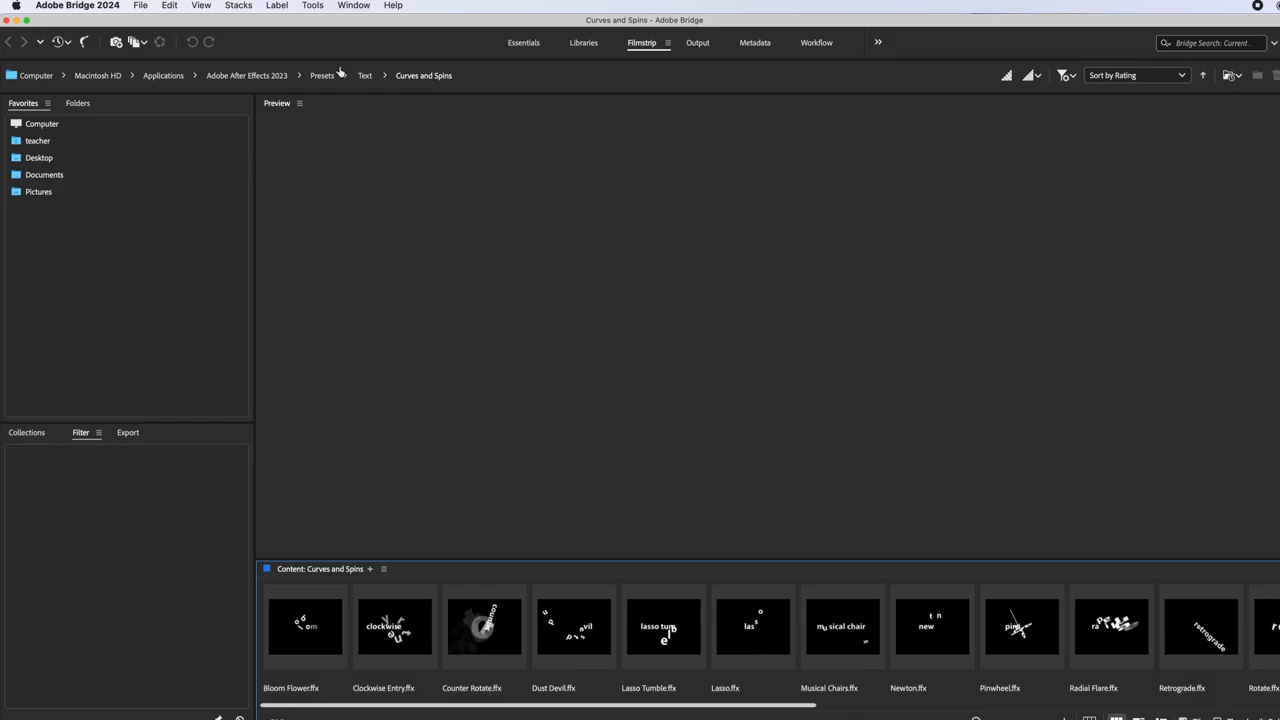 Adobe Bridge 2024 File Edit View Stacks Label Tools Window Help
Curves and Spins - Adobe Bridge
Essentials Libraries Filmstrip Output Metadata Workflow Bridge Search: Current
Computer Macintosh HD Applications Adobe After Effects 2023 Presets Text Curves and Spins Sort by Rating
Favorites Folders Preview
Computer
teacher
Desktop
Documents
Pictures
Collections Filter Export
Content: Curves and Spins
clockwise
lasso
las s
musical chair s
new t n
retrograde
Bloom Flower.ffx Clockwise Entry.ffx Counter Rotate.ffx Dust Devil.ffx Lasso Tumble.ffx Lasso.ffx Musical Chairs.ffx Newton.ffx Pinwheel.ffx Radial Flare.ffx Retrograde.ffx Rotate.ffx